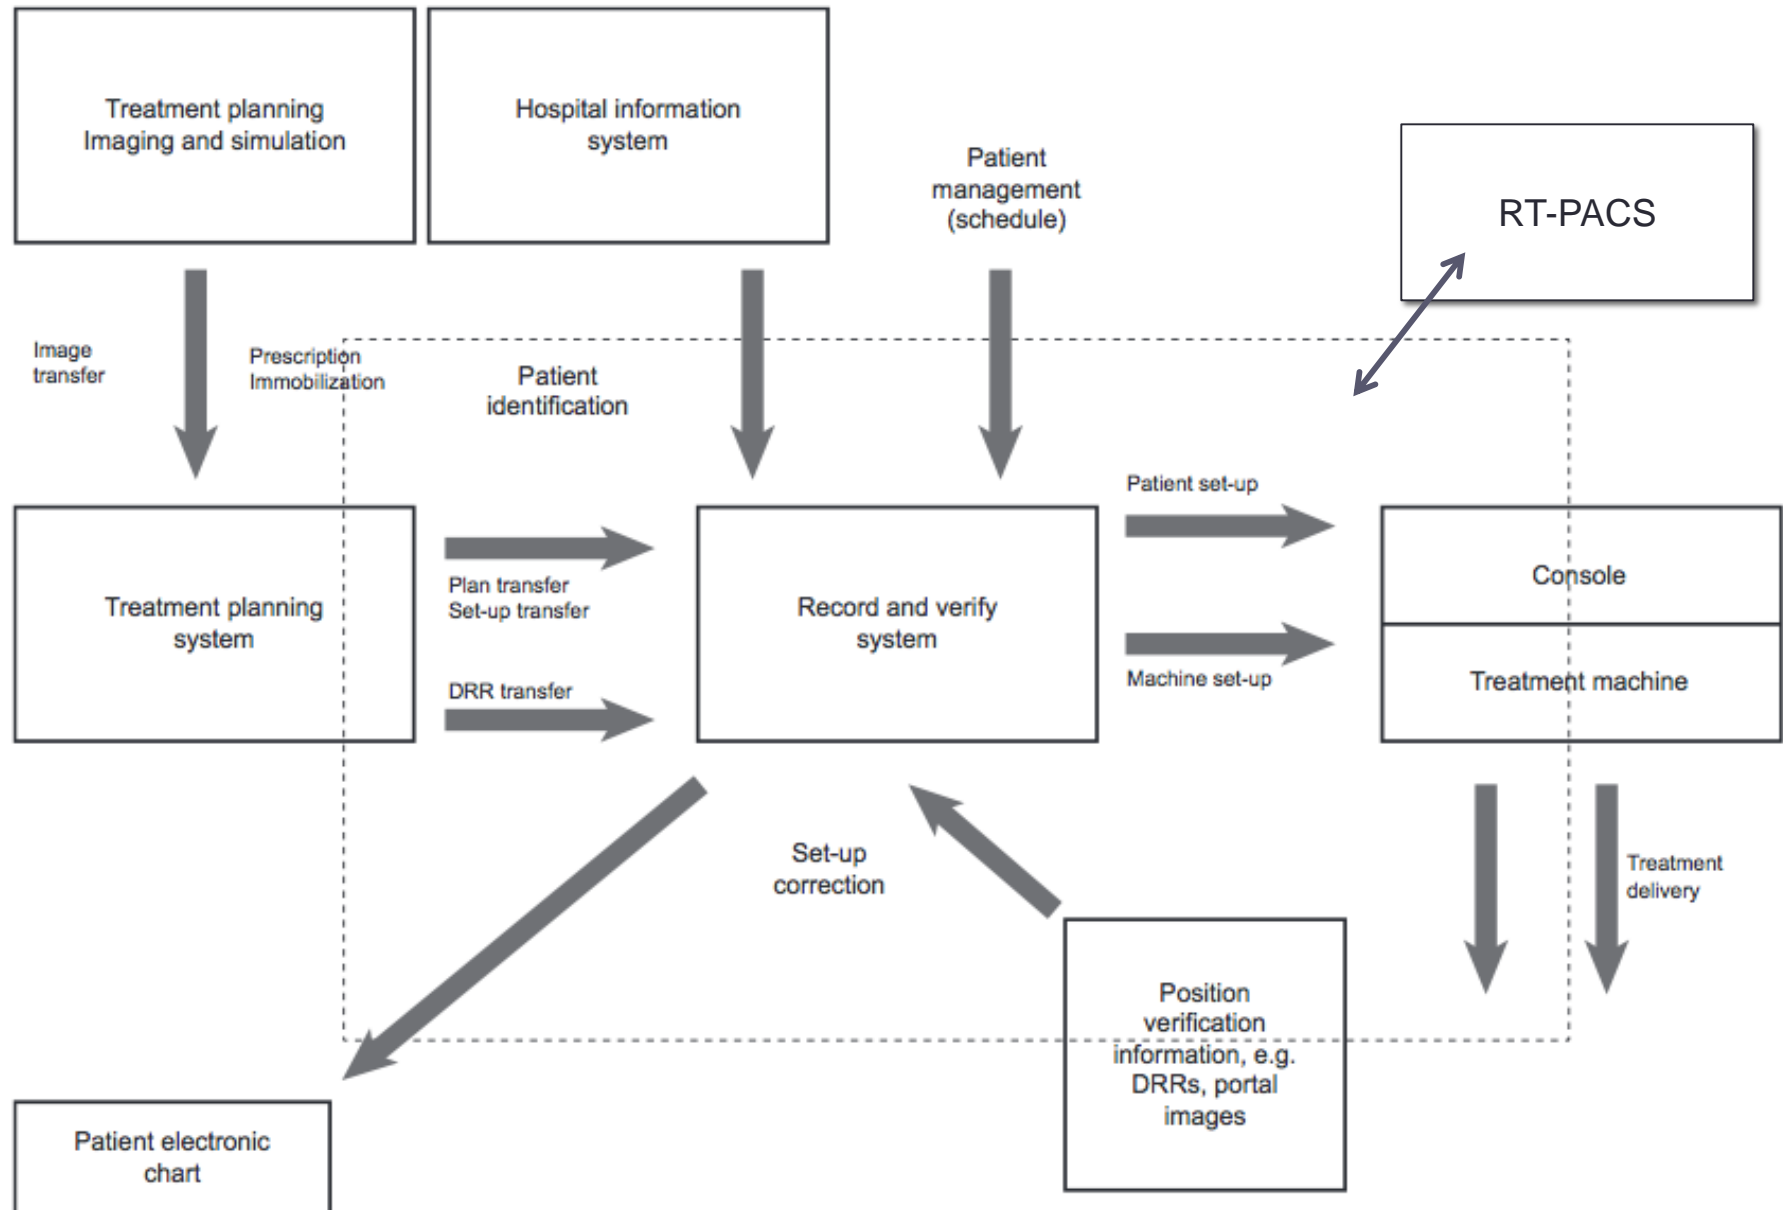 Treatment planning
Imaging and simulation
Hospital information
system
Patient
management
(schedule)
RT-PACS
Image
transfer
Prescription
Immobilization
Patient
identification
Patient set-up
Plan transfer
Set-up transfer
Treatment planning
system
Record and verify
system
Console
DRR transfer
Machine set-up
Treatment machine
Set-up
correction
Treatment
delivery
Position
verification
information, e.g.
DRRs, portal
images
Patient electronic
chart